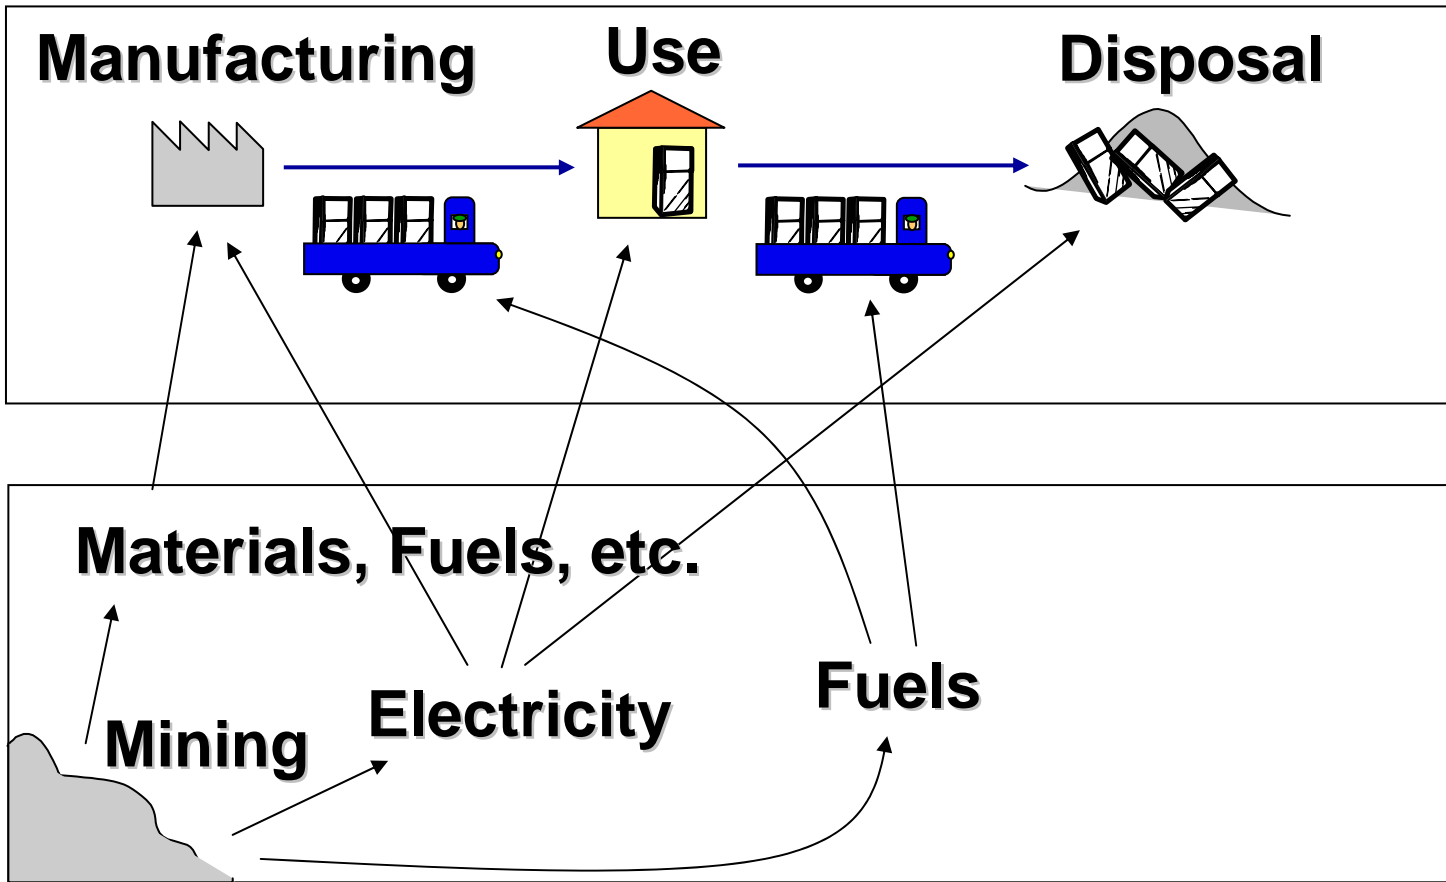 Manufacturing
Use
Disposal
Materials, Fuels, etc.
Electricity
Fuels
Mining